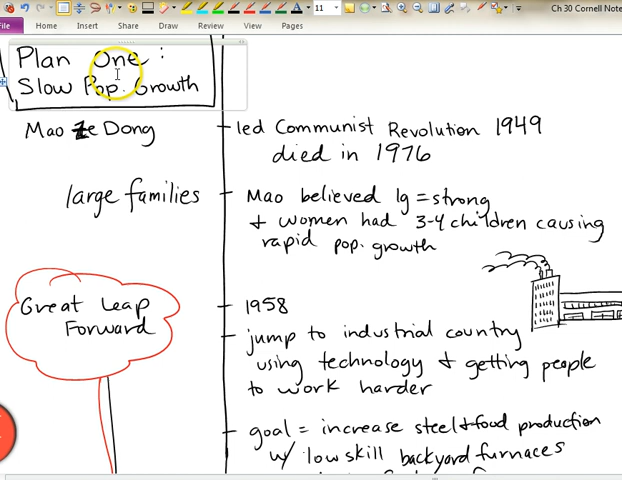 11
Ch 30 Cornell Note
File
Insert
Share
Draw
Review
View
Pages
Plan One:
Slow Pop. Growth
Mao Ze Dong
led Communist Revolution 1949
died in 1976
large families
Mao believed lg = strong
+ women had 3-4 children causing
rapid pop. growth
Great Leap
Forward
1958
jump to industrial country
using technology + getting people
to work harder
goal = increase steel + food production
w/ low skill backyard furnaces